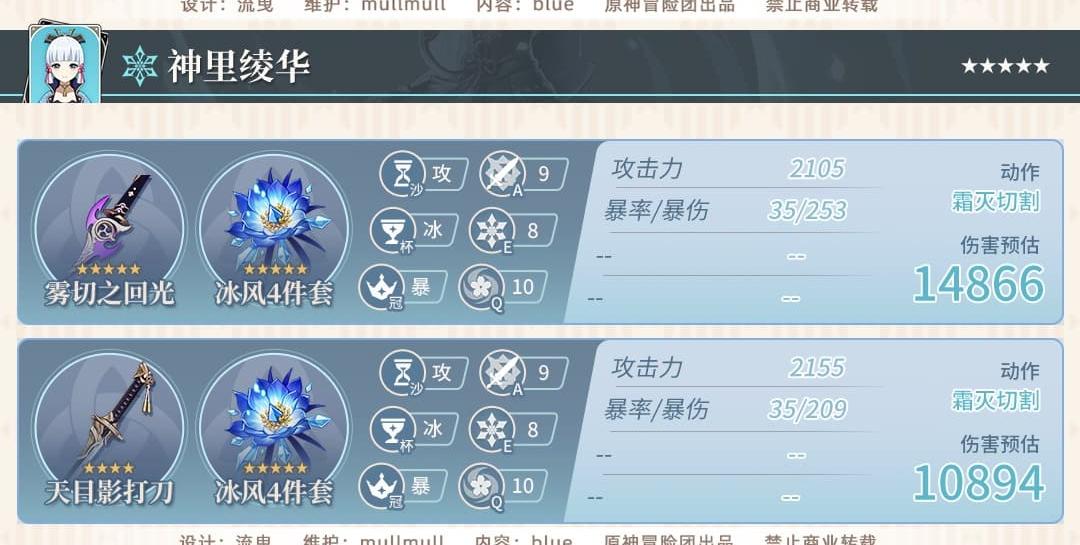 设计：流曳 维护：mullmull 内容：blue 原神冒险团出品 禁止商业转载
神里绫华
雾切之回光
冰风4件套
沙 攻
A 9
杯 冰
E 8
冠 暴
Q 10
攻击力 2105
暴率/暴伤 35/253
-- --
-- --
动作
霜灭切割
伤害预估
14866
天目影打刀
冰风4件套
沙 攻
A 9
杯 冰
E 8
冠 暴
Q 10
攻击力 2155
暴率/暴伤 35/209
-- --
-- --
动作
霜灭切割
伤害预估
10894
设计：流曳 维护：mullmull 内容：blue 原神冒险团出品 禁止商业转载